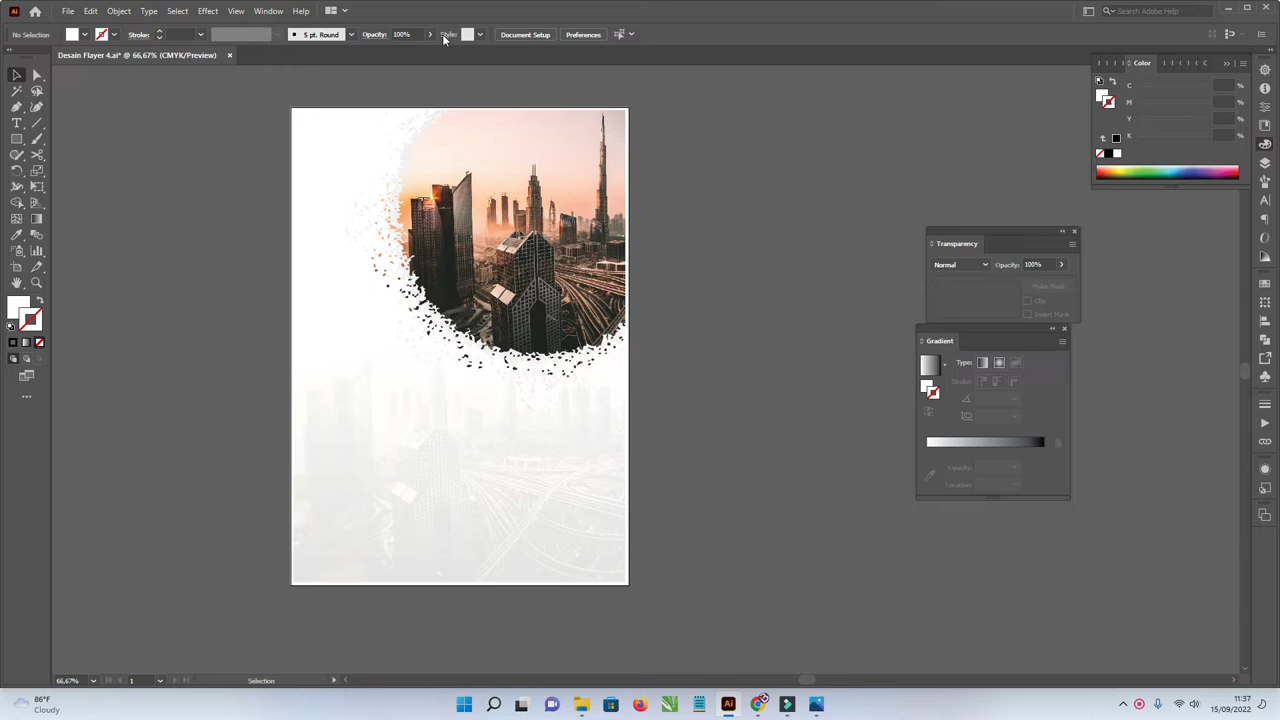 Ai File Edit Object Type Select Effect View Window Help Search Adobe Help
No Selection Stroke: 5 pt. Round Opacity: 100% Style: Document Setup Preferences
Desain Flayer 4.ai* @ 66,67% (CMYK/Preview) ×
Color
C %
M %
Y %
K %
Transparency
Normal Opacity: 100%
Make Mask
Clip
Invert Mask
Gradient
Type:
Stroke:
Opacity:
Location:
66,67% 1 Selection
86°F
Cloudy
Ai
11:37
15/09/2022